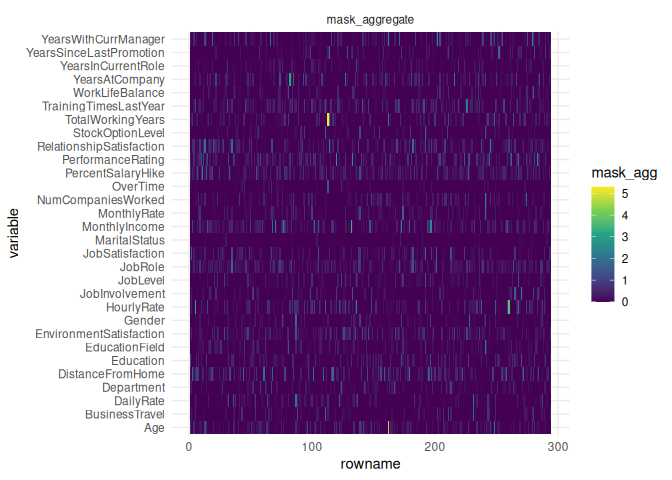 mask_aggregate
YearsWithCurrManager
YearsSinceLastPromotion
YearsInCurrentRole
YearsAtCompany
WorkLifeBalance
TrainingTimesLastYear
TotalWorkingYears
StockOptionLevel
RelationshipSatisfaction
PerformanceRating
PercentSalaryHike
OverTime
NumCompaniesWorked
MonthlyRate
MonthlyIncome
MaritalStatus
JobSatisfaction
JobRole
JobLevel
JobInvolvement
HourlyRate
Gender
EnvironmentSatisfaction
EducationField
Education
DistanceFromHome
Department
DailyRate
BusinessTravel
Age
variable
0 100 200 300
rowname
mask_agg
5
4
3
2
1
0